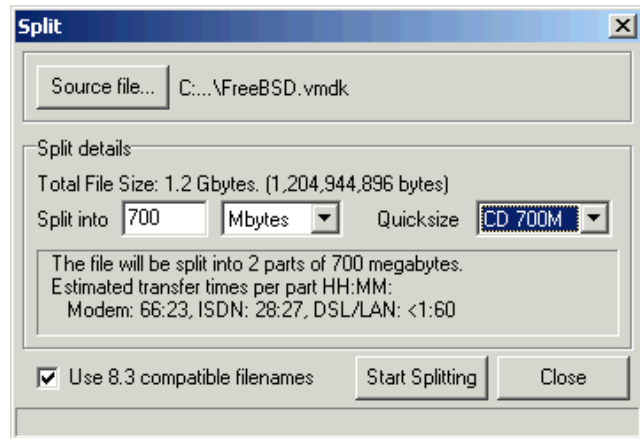 Split
Source file... C:...\FreeBSD.vmdk
Split details
Total File Size: 1.2 Gbytes. (1,204,944,896 bytes)
Split into 700 Mbytes Quicksize CD 700M
The file will be split into 2 parts of 700 megabytes.
Estimated transfer times per part HH:MM:
Modem: 66:23, ISDN: 28:27, DSL/LAN: <1:60
Use 8.3 compatible filenames Start Splitting Close